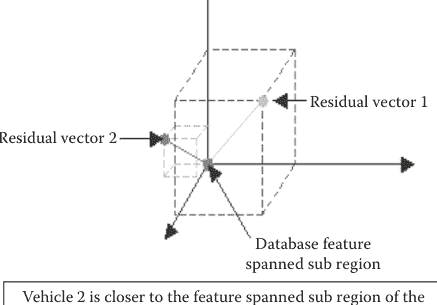 Residual vector 1
Residual vector 2
Database feature
spanned sub region
Vehicle 2 is closer to the feature spanned sub region of the